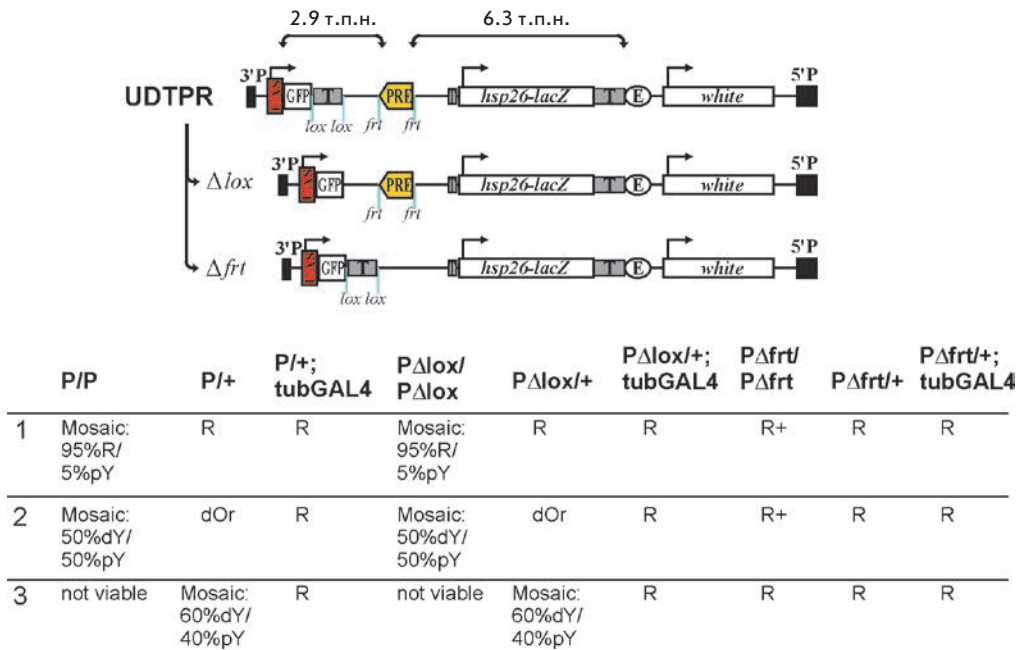 2.9 т.п.н. 6.3 т.п.н.
UDTPR 3'P GFP T PRE hsp26-lacZ T E white 5'P
lox lox frt frt
Δlox 3'P GFP PRE hsp26-lacZ T E white 5'P
frt frt
Δfrt 3'P GFP T hsp26-lacZ T E white 5'P
lox lox
P/P P/+ P/+; tubGAL4 PΔlox/ PΔlox PΔlox/+ PΔlox/+; tubGAL4 PΔfrt/ PΔfrt PΔfrt/+ PΔfrt/+; tubGAL4
1 Mosaic: R R Mosaic: R R R+ R R
95%R/ 95%R/
5%pY 5%pY
2 Mosaic: dOr R Mosaic: dOr R R+ R R
50%dY/ 50%dY/
50%pY 50%pY
3 not viable Mosaic: R not viable Mosaic: R R R R
60%dY/ 60%dY/
40%pY 40%pY